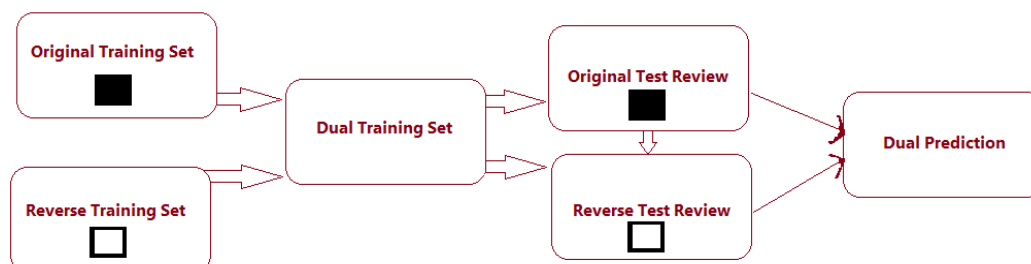 Original Training Set
Reverse Training Set
Dual Training Set
Original Test Review
Reverse Test Review
Dual Prediction